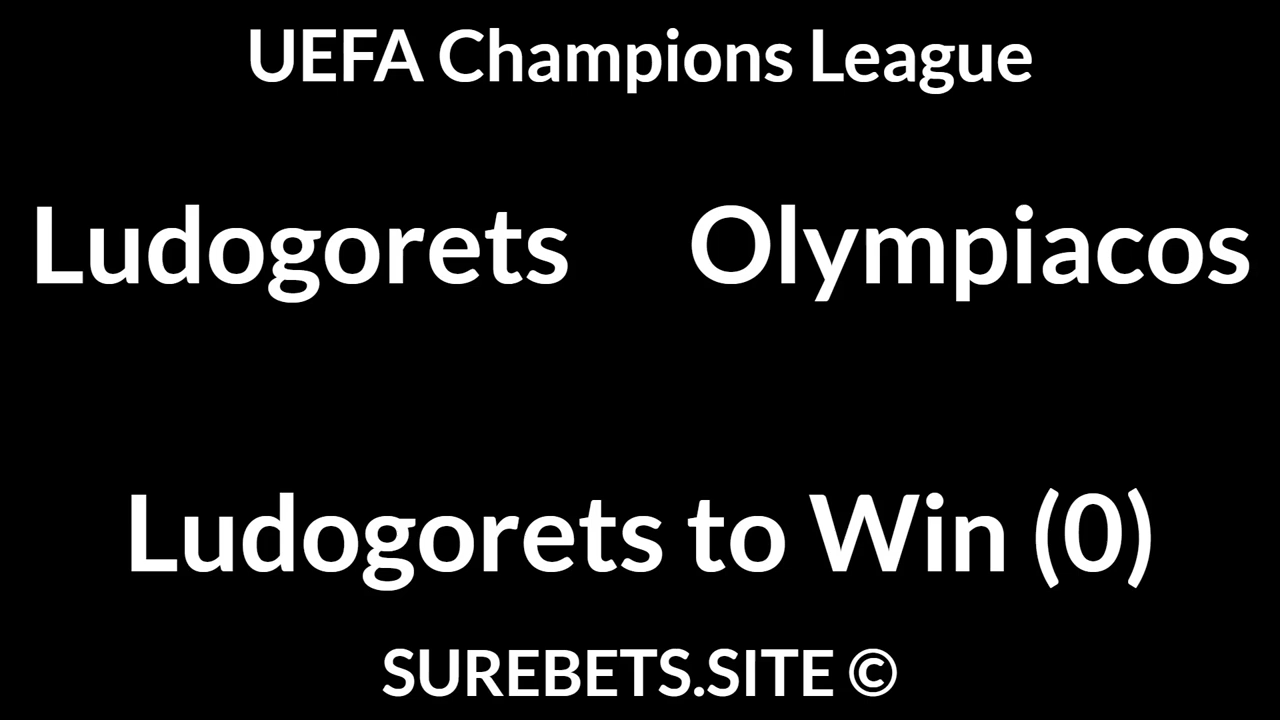 UEFA Champions League
Ludogorets Olympiacos
Ludogorets to Win (0)
SUREBETS.SITE ©